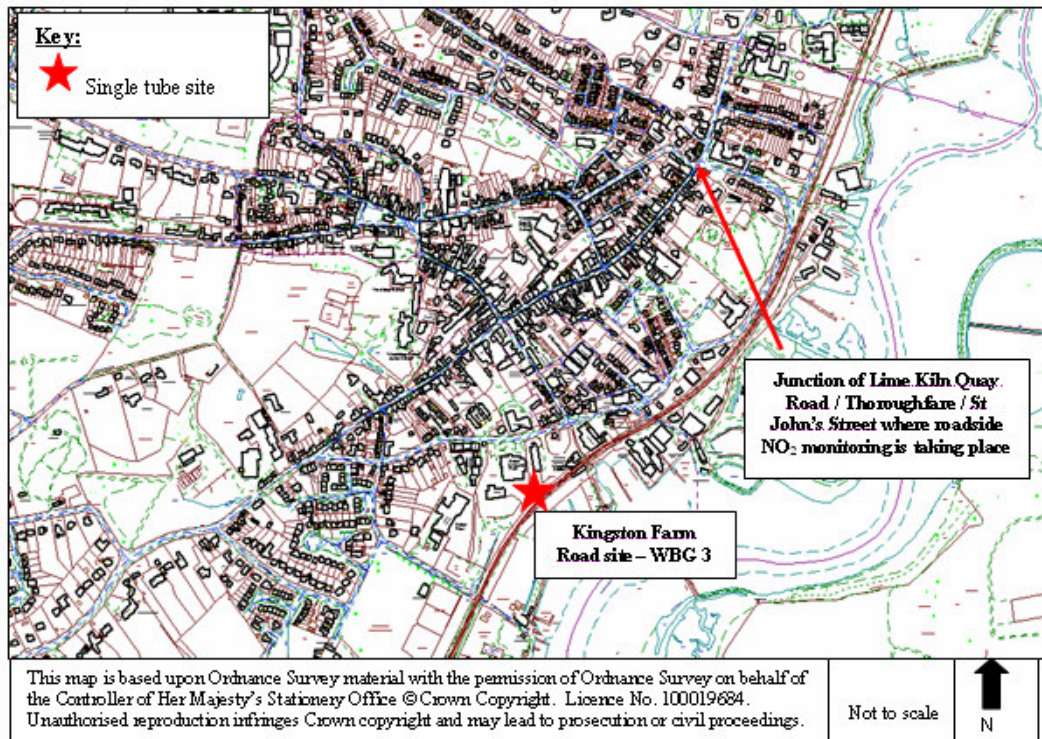 Key:
Single tube site
Junction of Lime Kiln Quay
Road / Thoroughfare / St
John's Street where roadside
NO₂ monitoring is taking place
Kingston Farm
Road site – WBG 3
This map is based upon Ordnance Survey material with the permission of Ordnance Survey on behalf of
the Controller of Her Majesty's Stationery Office © Crown Copyright. Licence No. 100019684.
Unauthorised reproduction infringes Crown copyright and may lead to prosecution or civil proceedings.
Not to scale
N